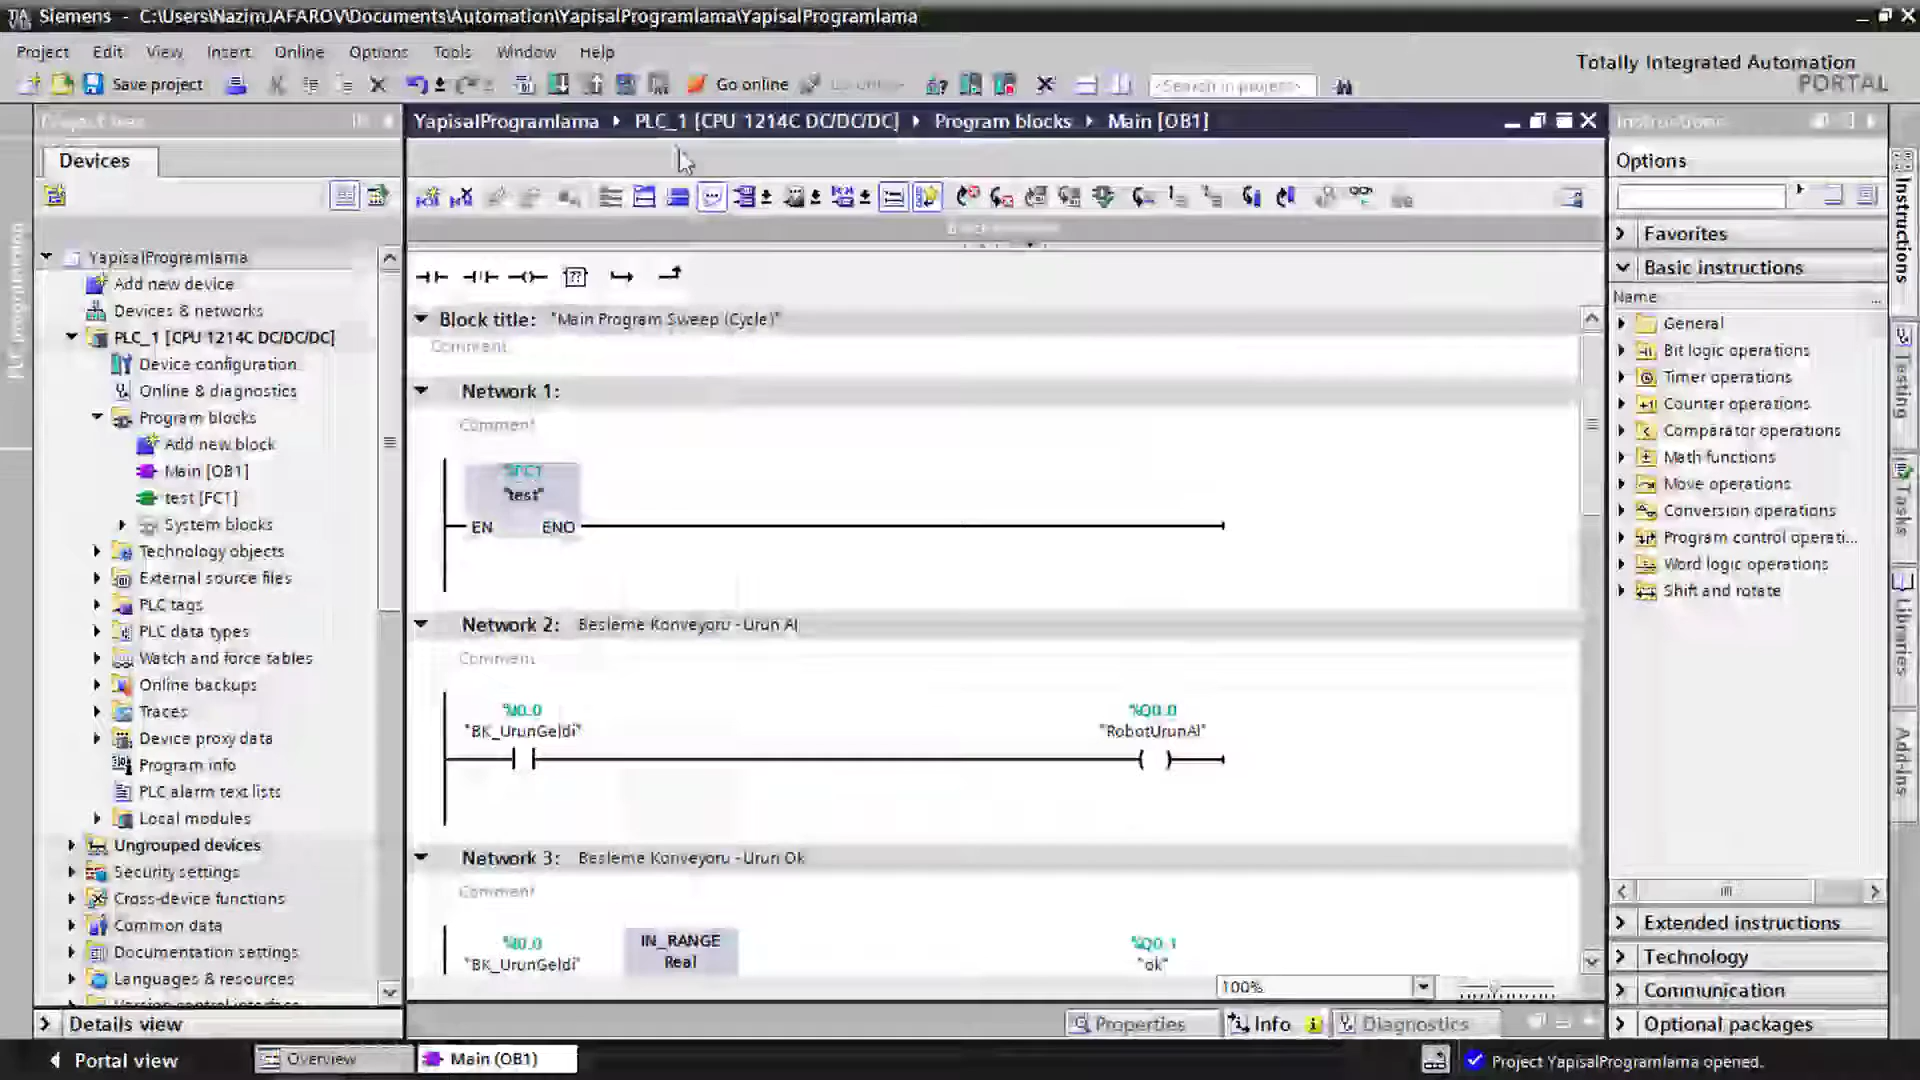 Siemens - C:\Users\NazimJAFAROV\Documents\Automation\YapisalProgramlama\YapisalProgramlama
Project Edit View Insert Online Options Tools Window Help
Totally Integrated Automation
PORTAL
Save project
Go online
<Search in project>
YapisalProgramlama
PLC_1 [CPU 1214C DC/DC/DC]
Program blocks
Main [OB1]
Devices
Options
YapisalProgramlama
Add new device
Devices & networks
PLC_1 [CPU 1214C DC/DC/DC]
Device configuration
Online & diagnostics
Program blocks
Add new block
Main [OB1]
test [FC1]
System blocks
Technology objects
External source files
PLC tags
PLC data types
Watch and force tables
Online backups
Traces
Device proxy data
Program info
PLC alarm text lists
Local modules
Ungrouped devices
Security settings
Cross-device functions
Common data
Documentation settings
Languages & resources
Details view
Block title: "Main Program Sweep (Cycle)"
Comment
Network 1:
Comment
%FC1
"test"
EN ENO
Network 2: Besleme Konveyoru - Urun Al
Comment
%I0.0
"BK_UrunGeldi"
%Q0.0
"RobotUrunAl"
Network 3: Besleme Konveyoru - Urun Ok
Comment
%I0.0
"BK_UrunGeldi"
IN_RANGE
Real
%Q0.1
"ok"
100%
Properties
Info
Diagnostics
Favorites
Basic instructions
Name
...
General
Bit logic operations
Timer operations
Counter operations
Comparator operations
Math functions
Move operations
Conversion operations
Program control operati...
Word logic operations
Shift and rotate
Extended instructions
Technology
Communication
Optional packages
Instructions
Testing
Tasks
Libraries
Add-Ins
Portal view
Overview
Main (OB1)
Project YapisalProgramlama opened.